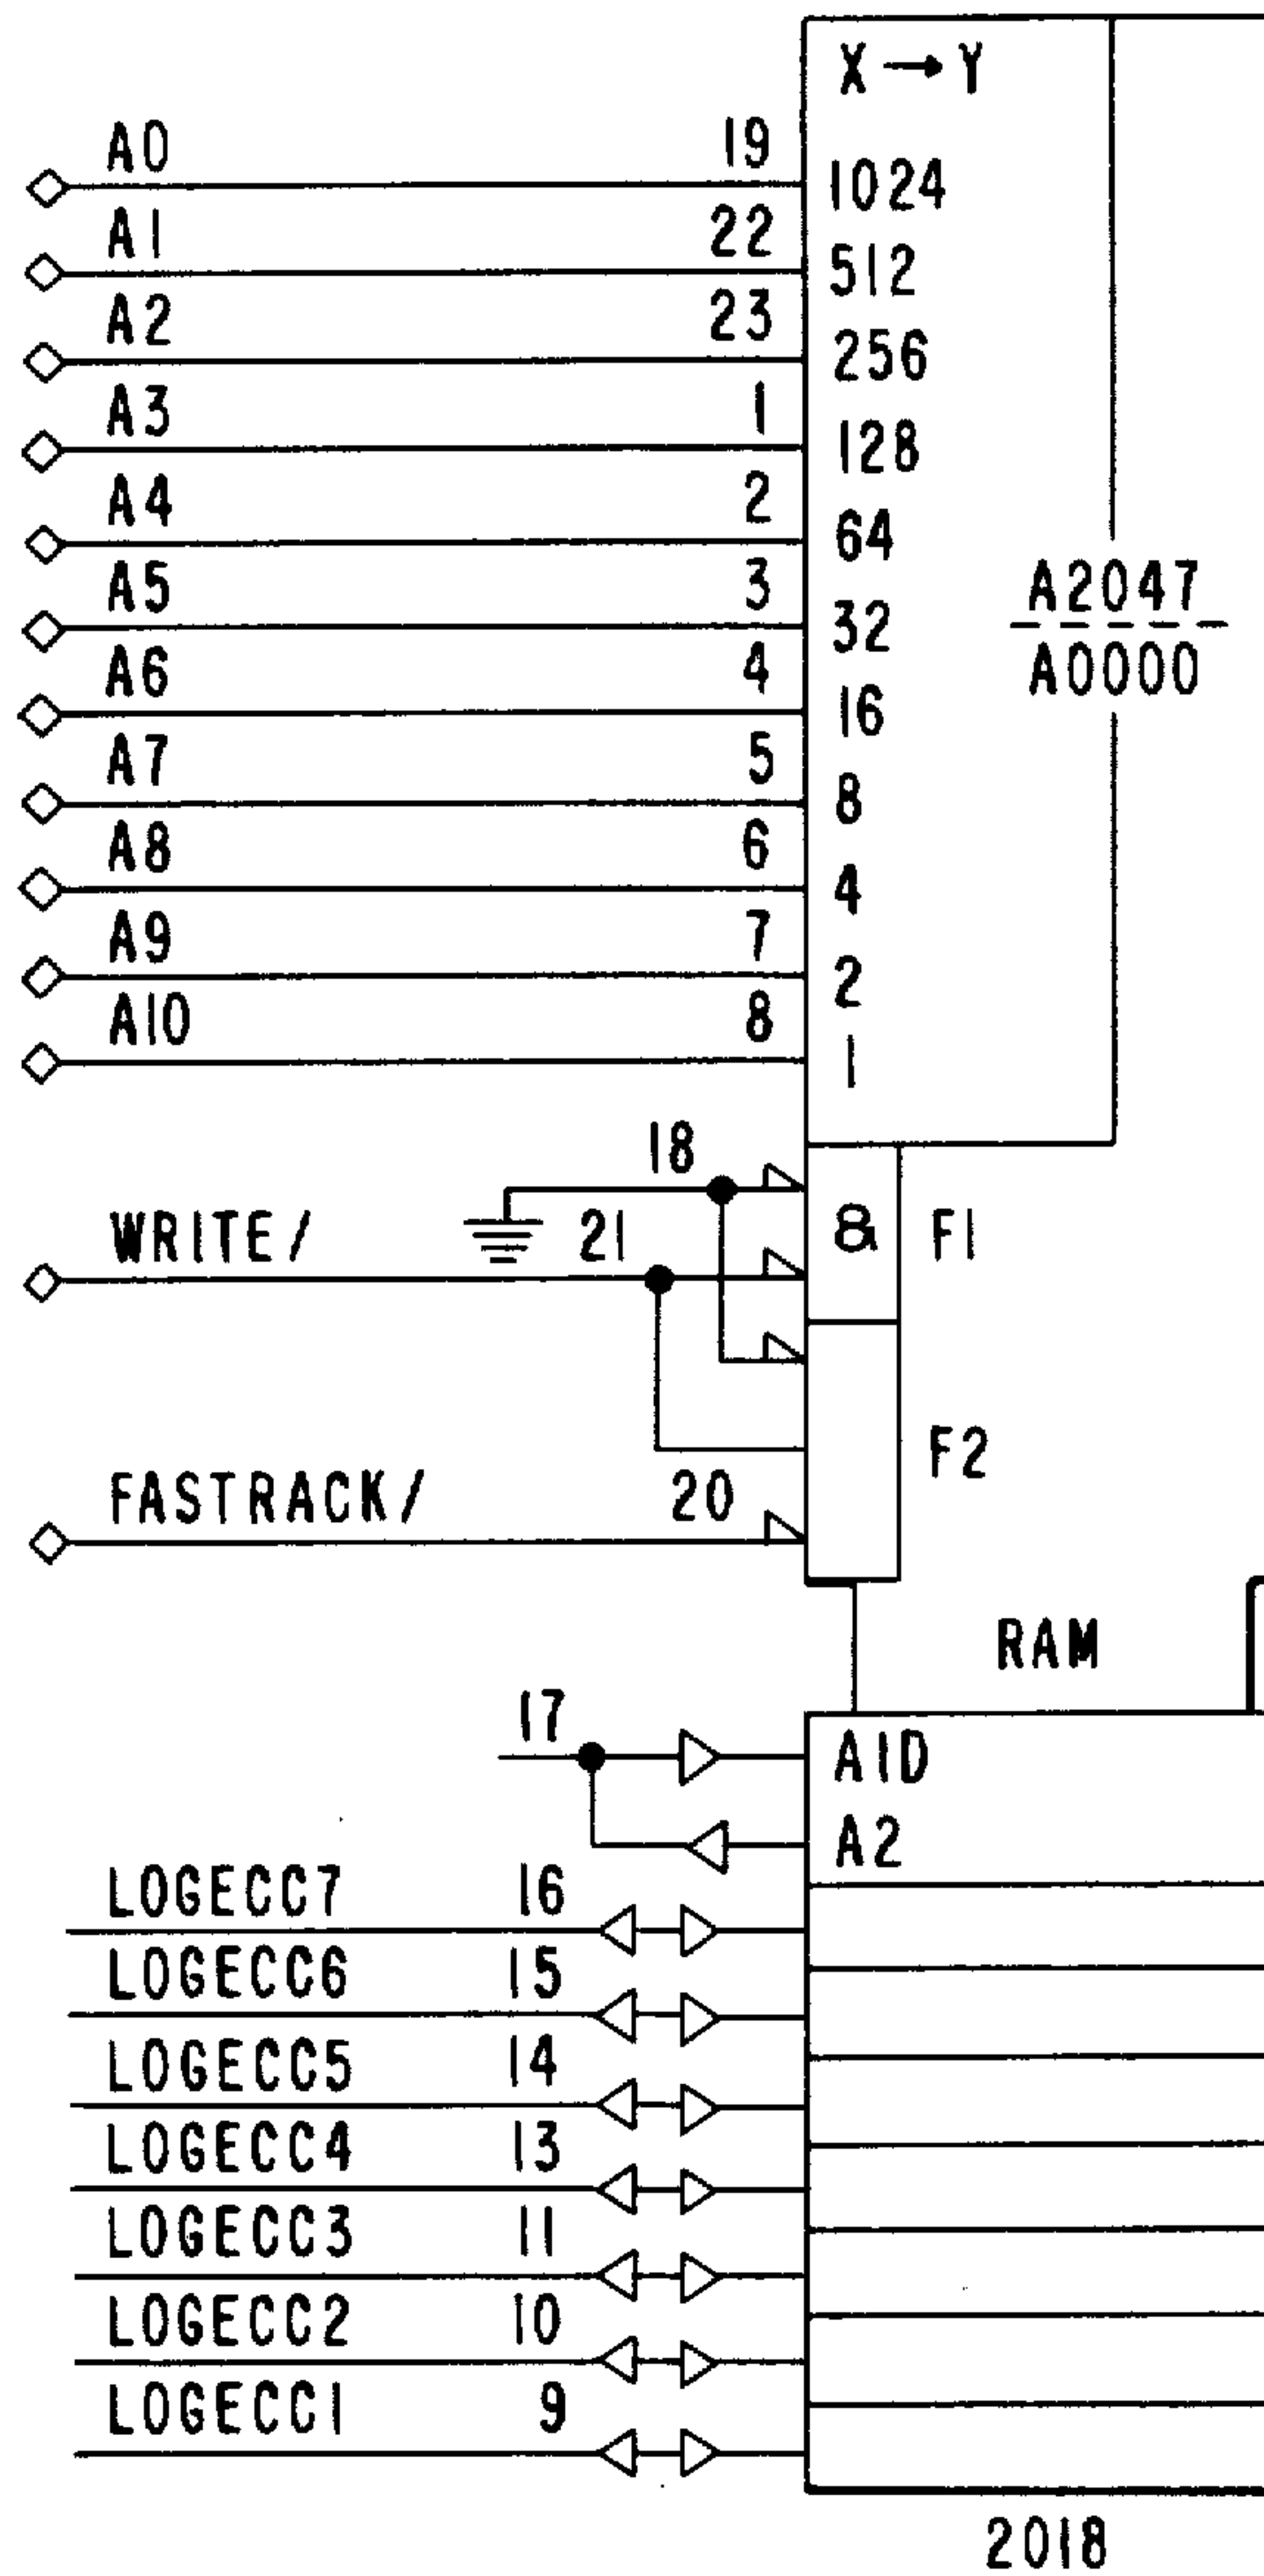 X → Y
A0 19 1024
A1 22 512
A2 23 256
A3 1 128
A4 2 64
A5 3 32
A2047
A0000
A6 4 16
A7 5 8
A8 6 4
A9 7 2
A10 8 1
18
WRITE/ 21 & F1
F2
FASTRACK/ 20
RAM
17 A1D
A2
LOGECC7 16
LOGECC6 15
LOGECC5 14
LOGECC4 13
LOGECC3 11
LOGECC2 10
LOGECC1 9
2018